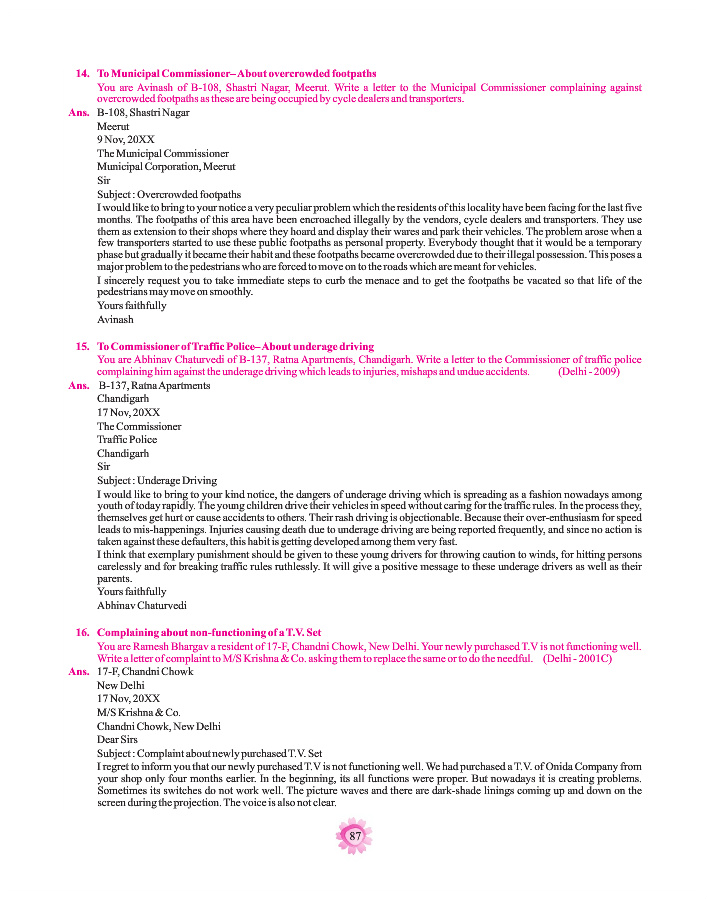 14. To Municipal Commissioner– About overcrowded footpaths
You are Avinash of B-108, Shastri Nagar, Meerut. Write a letter to the Municipal Commissioner complaining against
overcrowded footpaths as these are being occupied by cycle dealers and transporters.
Ans. B-108, Shastri Nagar
Meerut
9 Nov, 20XX
The Municipal Commissioner
Municipal Corporation, Meerut
Sir
Subject : Overcrowded footpaths
I would like to bring to your notice a very peculiar problem which the residents of this locality have been facing for the last five
months. The footpaths of this area have been encroached illegally by the vendors, cycle dealers and transporters. They use
them as extension to their shops where they hoard and display their wares and park their vehicles. The problem arose when a
few transporters started to use these public footpaths as personal property. Everybody thought that it would be a temporary
phase but gradually it became their habit and these footpaths became overcrowded due to their illegal possession. This poses a
major problem to the pedestrians who are forced to move on to the roads which are meant for vehicles.
I sincerely request you to take immediate steps to curb the menace and to get the footpaths be vacated so that life of the
pedestrians may move on smoothly.
Yours faithfully
Avinash
15. To Commissioner of Traffic Police– About underage driving
You are Abhinav Chaturvedi of B-137, Ratna Apartments, Chandigarh. Write a letter to the Commissioner of traffic police
complaining him against the underage driving which leads to injuries, mishaps and undue accidents. (Delhi - 2009)
Ans. B-137, Ratna Apartments
Chandigarh
17 Nov, 20XX
The Commissioner
Traffic Police
Chandigarh
Sir
Subject : Underage Driving
I would like to bring to your kind notice, the dangers of underage driving which is spreading as a fashion nowadays among
youth of today rapidly. The young children drive their vehicles in speed without caring for the traffic rules. In the process they,
themselves get hurt or cause accidents to others. Their rash driving is objectionable. Because their over-enthusiasm for speed
leads to mis-happenings. Injuries causing death due to underage driving are being reported frequently, and since no action is
taken against these defaulters, this habit is getting developed among them very fast.
I think that exemplary punishment should be given to these young drivers for throwing caution to winds, for hitting persons
carelessly and for breaking traffic rules ruthlessly. It will give a positive message to these underage drivers as well as their
parents.
Yours faithfully
Abhinav Chaturvedi
16. Complaining about non-functioning of a T.V. Set
You are Ramesh Bhargav a resident of 17-F, Chandni Chowk, New Delhi. Your newly purchased T.V is not functioning well.
Write a letter of complaint to M/S Krishna & Co. asking them to replace the same or to do the needful. (Delhi - 2001C)
Ans. 17-F, Chandni Chowk
New Delhi
17 Nov, 20XX
M/S Krishna & Co.
Chandni Chowk, New Delhi
Dear Sirs
Subject : Complaint about newly purchased T.V. Set
I regret to inform you that our newly purchased T.V is not functioning well. We had purchased a T.V. of Onida Company from
your shop only four months earlier. In the beginning, its all functions were proper. But nowadays it is creating problems.
Sometimes its switches do not work well. The picture waves and there are dark-shade linings coming up and down on the
screen during the projection. The voice is also not clear.
87